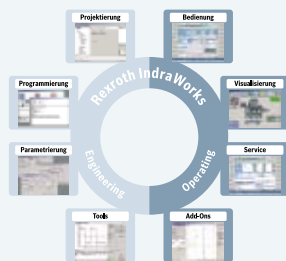 Projektierung
Bedienung
Programmierung
Visualisierung
Rexroth IndraWorks
Engineering
Operating
Parametrierung
Service
Tools
Add-Ons